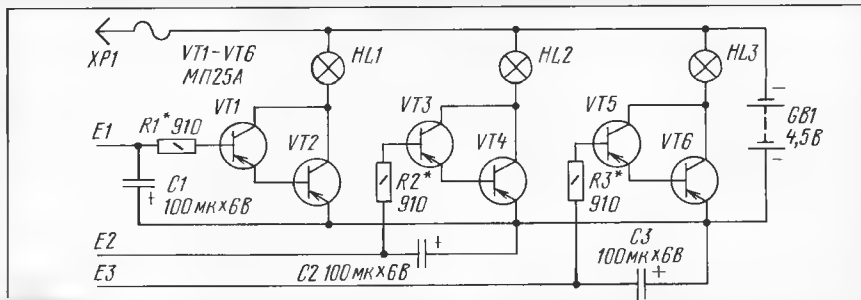 XP1
VT1-VT6
МП25А
HL1
HL2
HL3
VT1
VT3
VT5
E1
R1* 910
VT2
VT4
VT6
GB1
4,5В
R2*
910
R3*
910
C1
100мк×6В
+
E2
+
C2 100мк×6В
C3
100мк×6В
+
E3
−
−